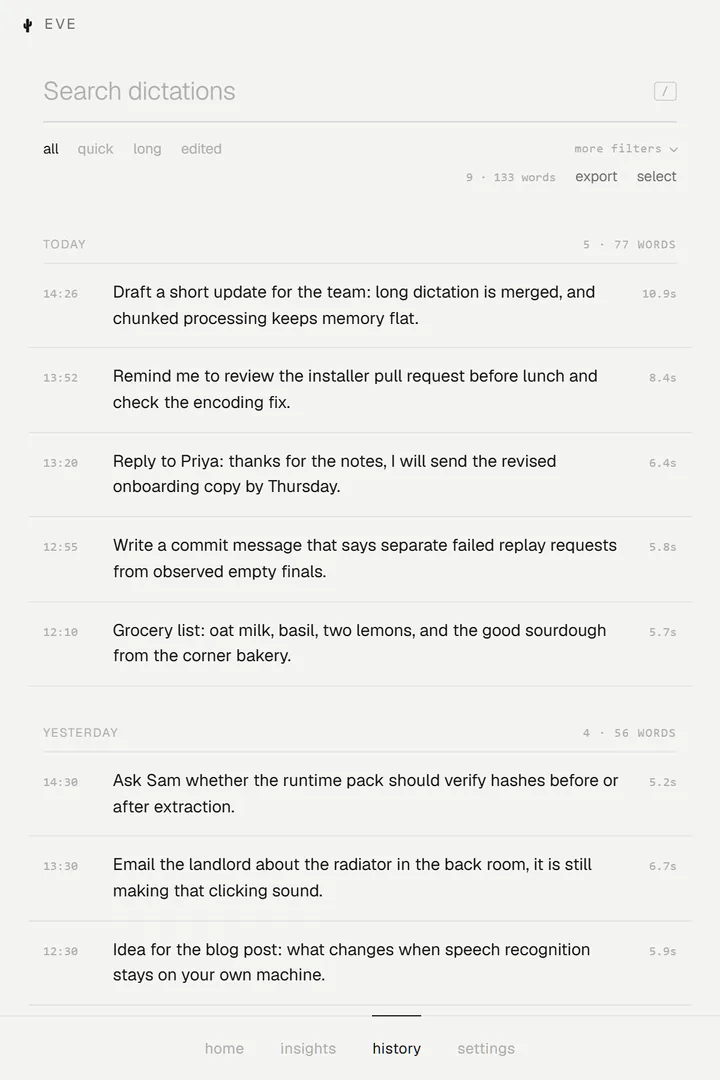 EVE
Search dictations /
all quick long edited more filters
9 · 133 words export select
TODAY 5 · 77 WORDS
14:26 Draft a short update for the team: long dictation is merged, and 10.9s
chunked processing keeps memory flat.
13:52 Remind me to review the installer pull request before lunch and 8.4s
check the encoding fix.
13:20 Reply to Priya: thanks for the notes, I will send the revised 6.4s
onboarding copy by Thursday.
12:55 Write a commit message that says separate failed replay requests 5.8s
from observed empty finals.
12:10 Grocery list: oat milk, basil, two lemons, and the good sourdough 5.7s
from the corner bakery.
YESTERDAY 4 · 56 WORDS
14:30 Ask Sam whether the runtime pack should verify hashes before or 5.2s
after extraction.
13:30 Email the landlord about the radiator in the back room, it is still 6.7s
making that clicking sound.
12:30 Idea for the blog post: what changes when speech recognition 5.9s
stays on your own machine.
home insights history settings